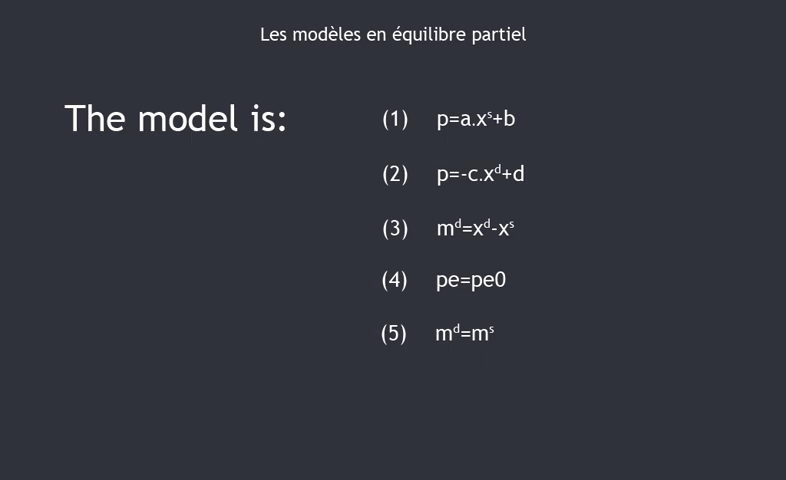 Les modèles en équilibre partiel
The model is:
(1) p=a.xˢ+b
(2) p=-c.xᵈ+d
(3) mᵈ=xᵈ-xˢ
(4) pe=pe0
(5) mᵈ=mˢ